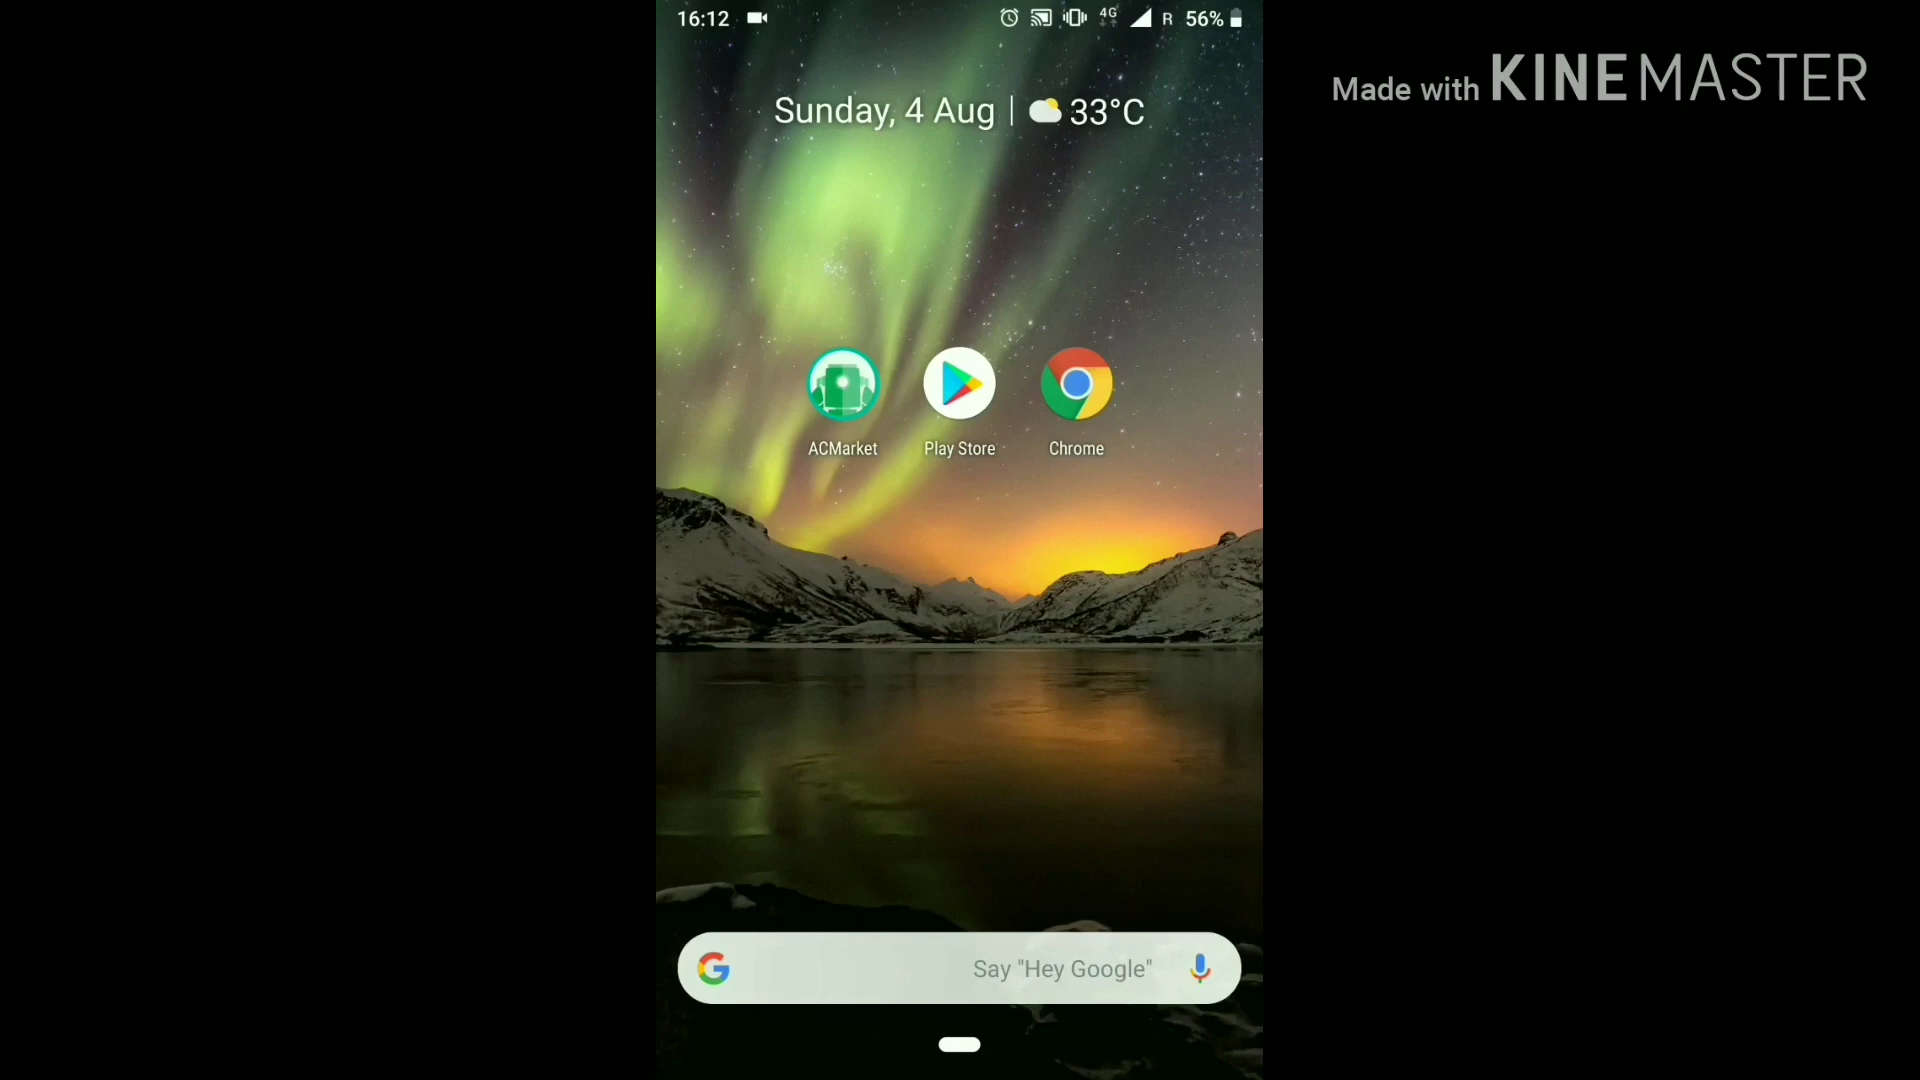 16:12
4G R 56%
Made with KINEMASTER
Sunday, 4 Aug | 33°C
ACMarket Play Store Chrome
Say "Hey Google"